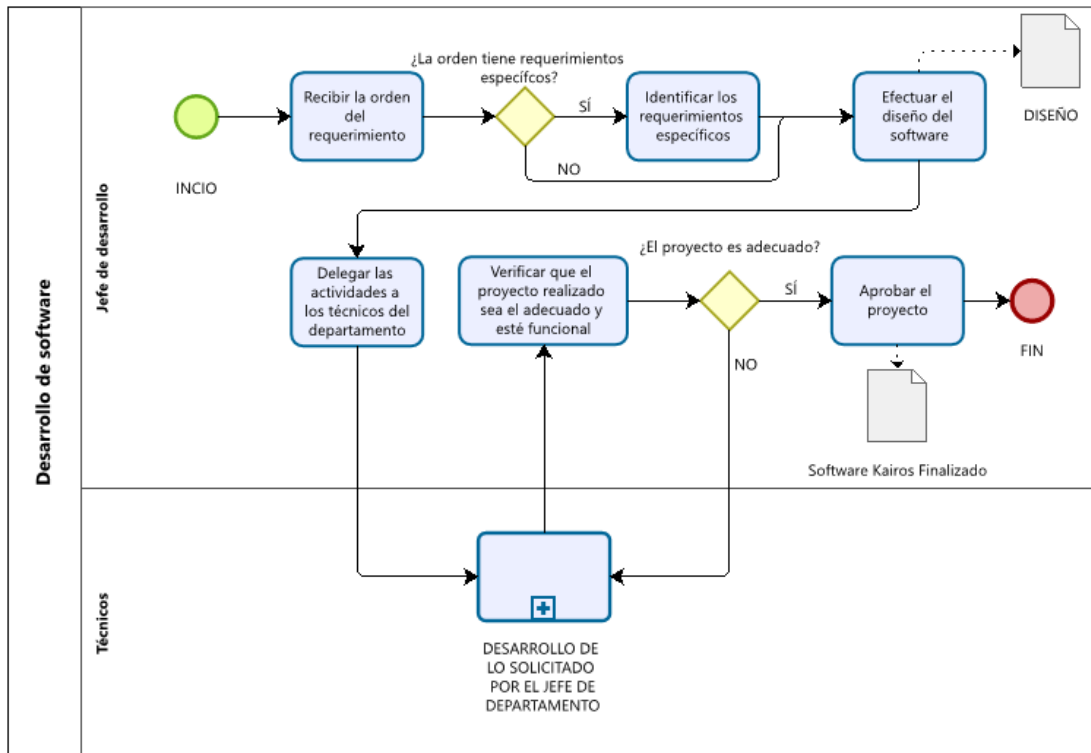 Desarrollo de software
Jefe de desarrollo
INCIO
Recibir la orden
del
requerimiento
¿La orden tiene requerimientos
específcos?
SÍ
NO
Identificar los
requerimientos
específicos
Efectuar el
diseño del
software
DISEÑO
Delegar las
actividades a
los técnicos del
departamento
Verificar que el
proyecto realizado
sea el adecuado y
esté funcional
¿El proyecto es adecuado?
SÍ
NO
Aprobar el
proyecto
FIN
Software Kairos Finalizado
Técnicos
DESARROLLO DE
LO SOLICITADO
POR EL JEFE DE
DEPARTAMENTO